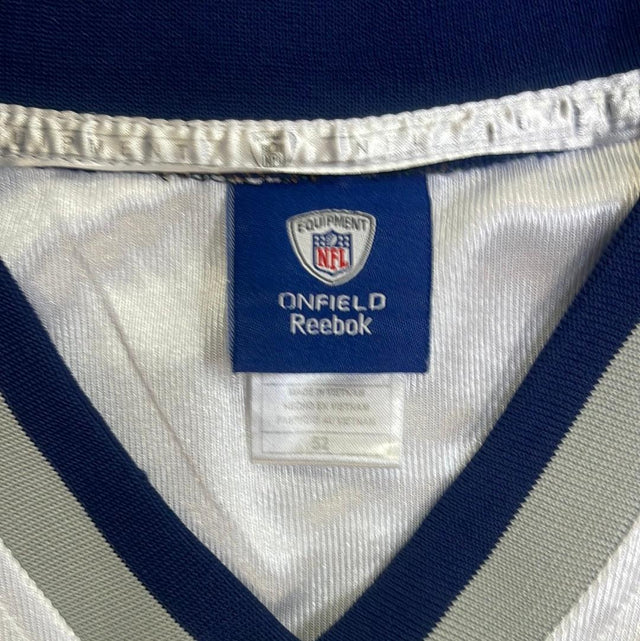 EQUIPMENT
NFL
ONFIELD
Reebok
MADE IN VIETNAM
HECHO EN VIETNAM
52